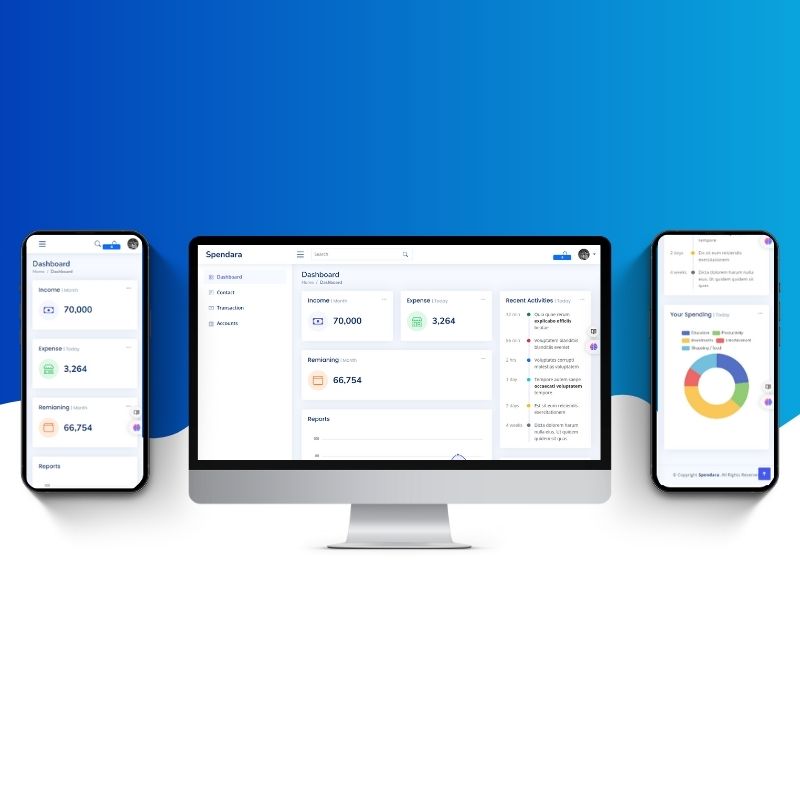 Dashboard
Home / Dashboard
Income | Month
70,000
Expense | Today
3,264
Remianing | Month
66,754
Reports
Spendara
Search
Dashboard
Contact
Transaction
Accounts
Dashboard
Home / Dashboard
Income | Month
70,000
Expense | Today
3,264
Remianing | Month
66,754
Reports
Recent Activities | Today
32 min
Quia quae rerum
explicabo officiis
beatae
56 min
Voluptatem blanditiis
blanditiis eveniet
2 hrs
Voluptates corrupti
molestias voluptatem
1 day
Tempore autem saepe
occaecati voluptatem
tempore
2 days
Est sit eum reiciendis
exercitationem
4 weeks
Dicta dolorem harum
nulla eius. Ut quidem
quidem sit quas
tempore
2 days
Est sit eum reiciendis
exercitationem
4 weeks
Dicta dolorem harum nulla
eius. Ut quidem quidem sit
quas
Your Spending | Today
Education
Productivity
Investments
Entertainment
Shopping / Food
© Copyright Spendara. All Rights Reserved